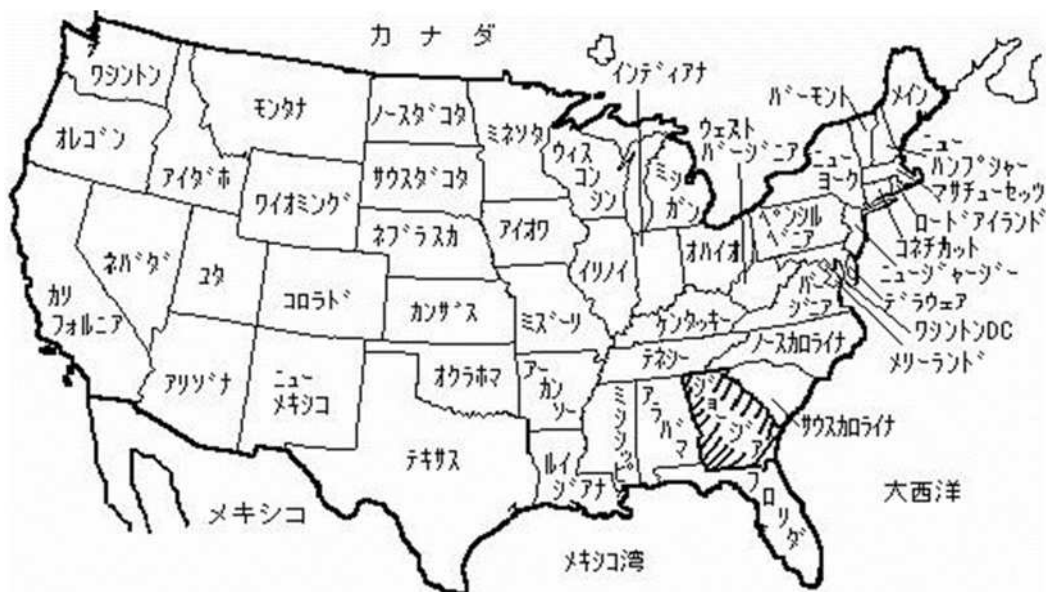 カ ナ ダ
インディアナ
ワシントン
モンタナ
ノースダコタ
ミネソタ
バーモント
メイン
オレゴン
アイダホ
サウスダコタ
ウィス
コン
シン
ミシ
ガン
ウェスト
バージニア
ニュー
ヨーク
ニュー
ハンプシャー
マサチューセッツ
ロードアイランド
コネチカット
ニュージャージー
デラウェア
ワシントンDC
メリーランド
ワイオミング
ネブラスカ
アイオワ
ペンシル
ベニア
オハイオ
イリノイ
ネバダ
ユタ
コロラド
カンザス
ミズーリ
バー
ジニア
ケンタッキー
カリ
フォルニア
テネシー
ノースカロライナ
アリゾナ
ニュー
メキシコ
オクラホマ
アー
カン
ソー
ミシシッピ
アラバマ
ジョージア
サウスカロライナ
テキサス
ルイ
ジアナ
フロリダ
大西洋
メキシコ
メキシコ湾